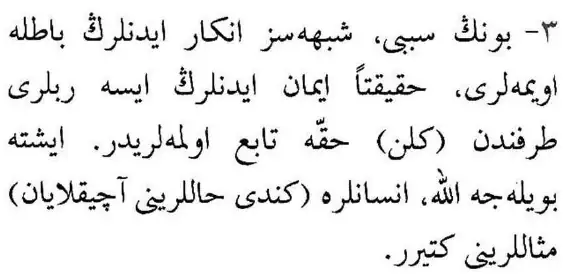 ٣- بونڭ سببى، شبهه‌سز انكار ايدنلرڭ باطله
اويمه‌لرى، حقيقتاً ايمان ايدنلرڭ ايسه ربلرى
طرفندن (كلن) حقّه تابع اولمه‌لريدر. ايشته
بويله‌جه الله، انسانلره (كندى حاللرينى آچيقلايان)
مثاللرينى كتيرر.